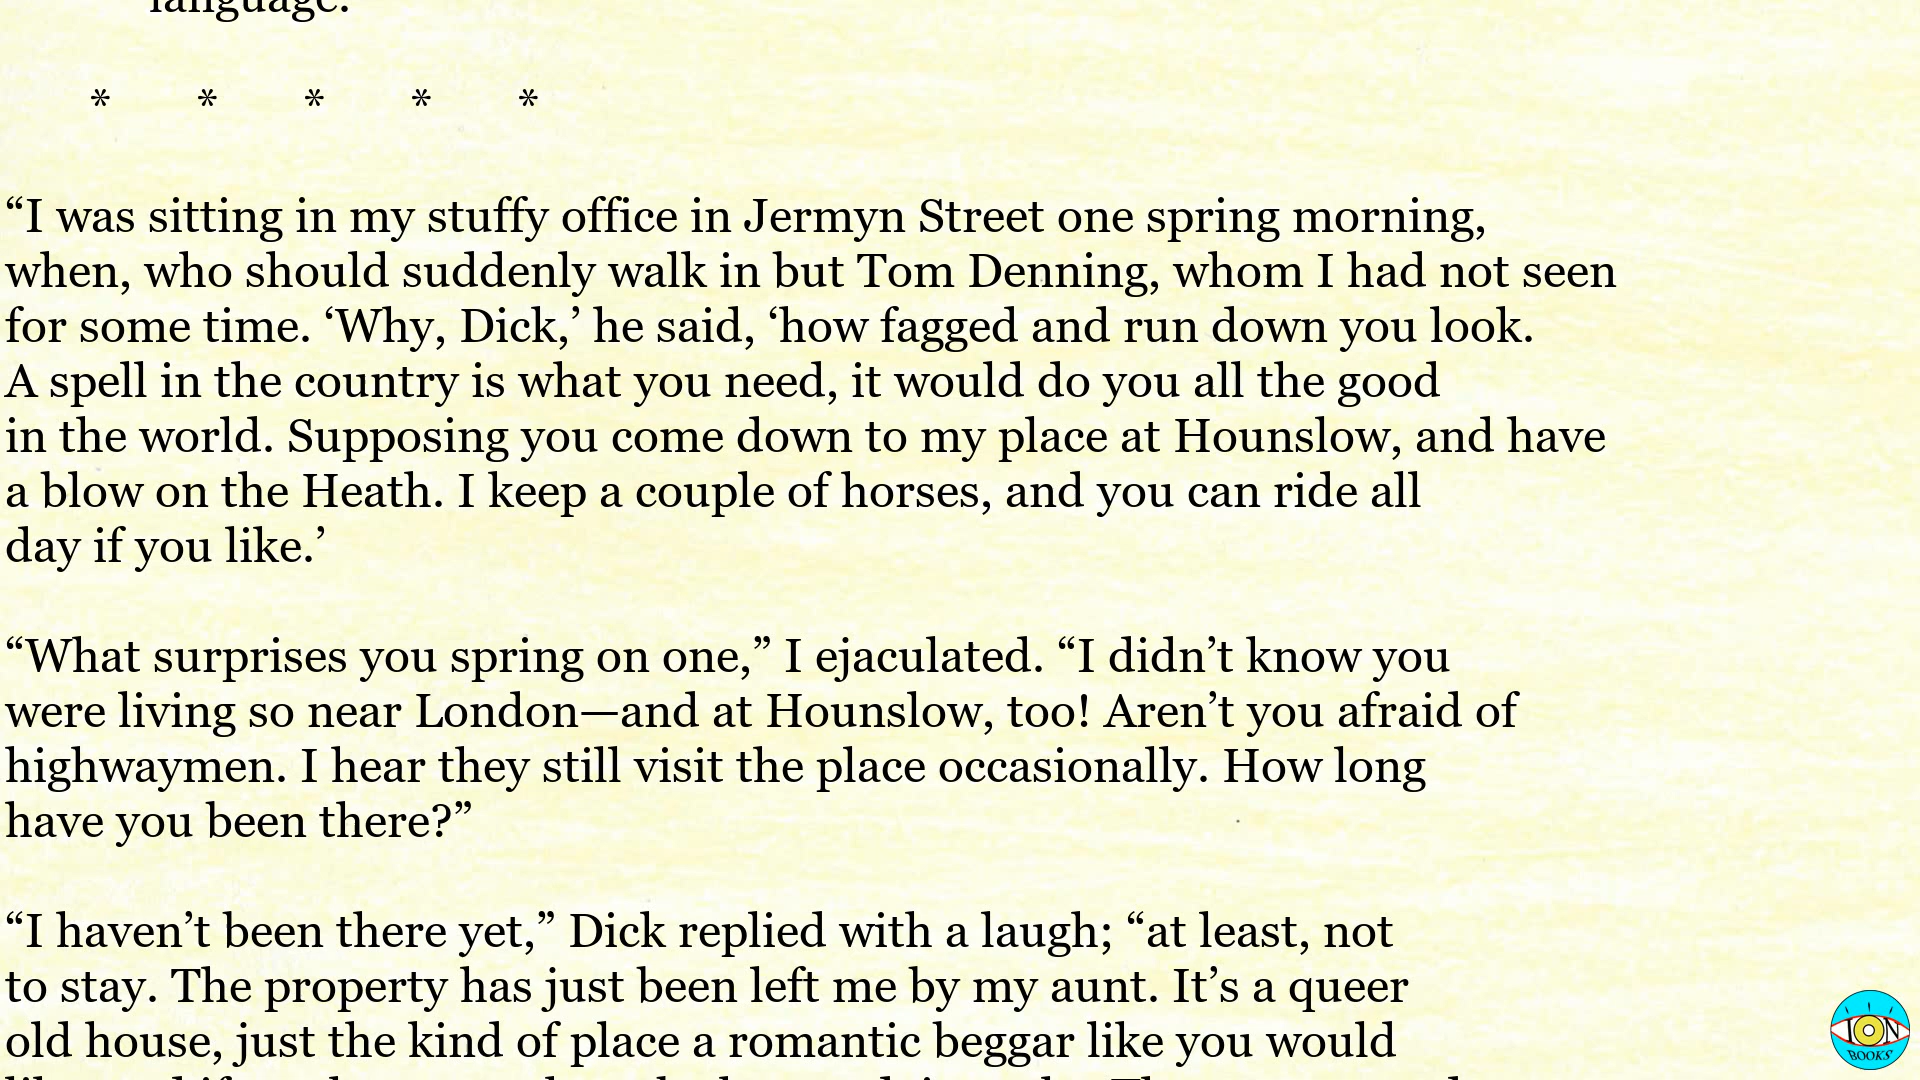 language.
* * * * *
“I was sitting in my stuffy office in Jermyn Street one spring morning,
when, who should suddenly walk in but Tom Denning, whom I had not seen
for some time. ‘Why, Dick,’ he said, ‘how fagged and run down you look.
A spell in the country is what you need, it would do you all the good
in the world. Supposing you come down to my place at Hounslow, and have
a blow on the Heath. I keep a couple of horses, and you can ride all
day if you like.’
“What surprises you spring on one,” I ejaculated. “I didn’t know you
were living so near London—and at Hounslow, too! Aren’t you afraid of
highwaymen. I hear they still visit the place occasionally. How long
have you been there?”
“I haven’t been there yet,” Dick replied with a laugh; “at least, not
to stay. The property has just been left me by my aunt. It’s a queer
old house, just the kind of place a romantic beggar like you would
ION
BOOKS